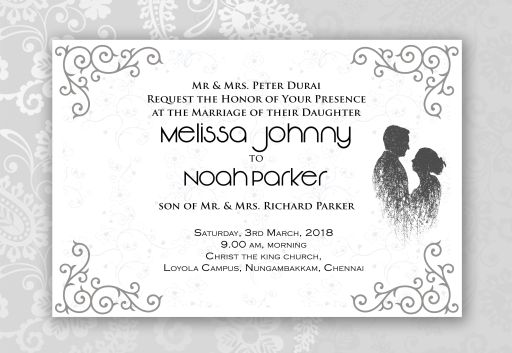 Mr & Mrs. Peter Durai
Request the Honor of Your Presence
at the Marriage of their Daughter
Melissa Johnny
to
Noah Parker
son of Mr. & Mrs. Richard Parker
Saturday, 3rd March, 2018
9.00 am, morning
Christ the king church,
Loyola Campus, Nungambakkam, Chennai